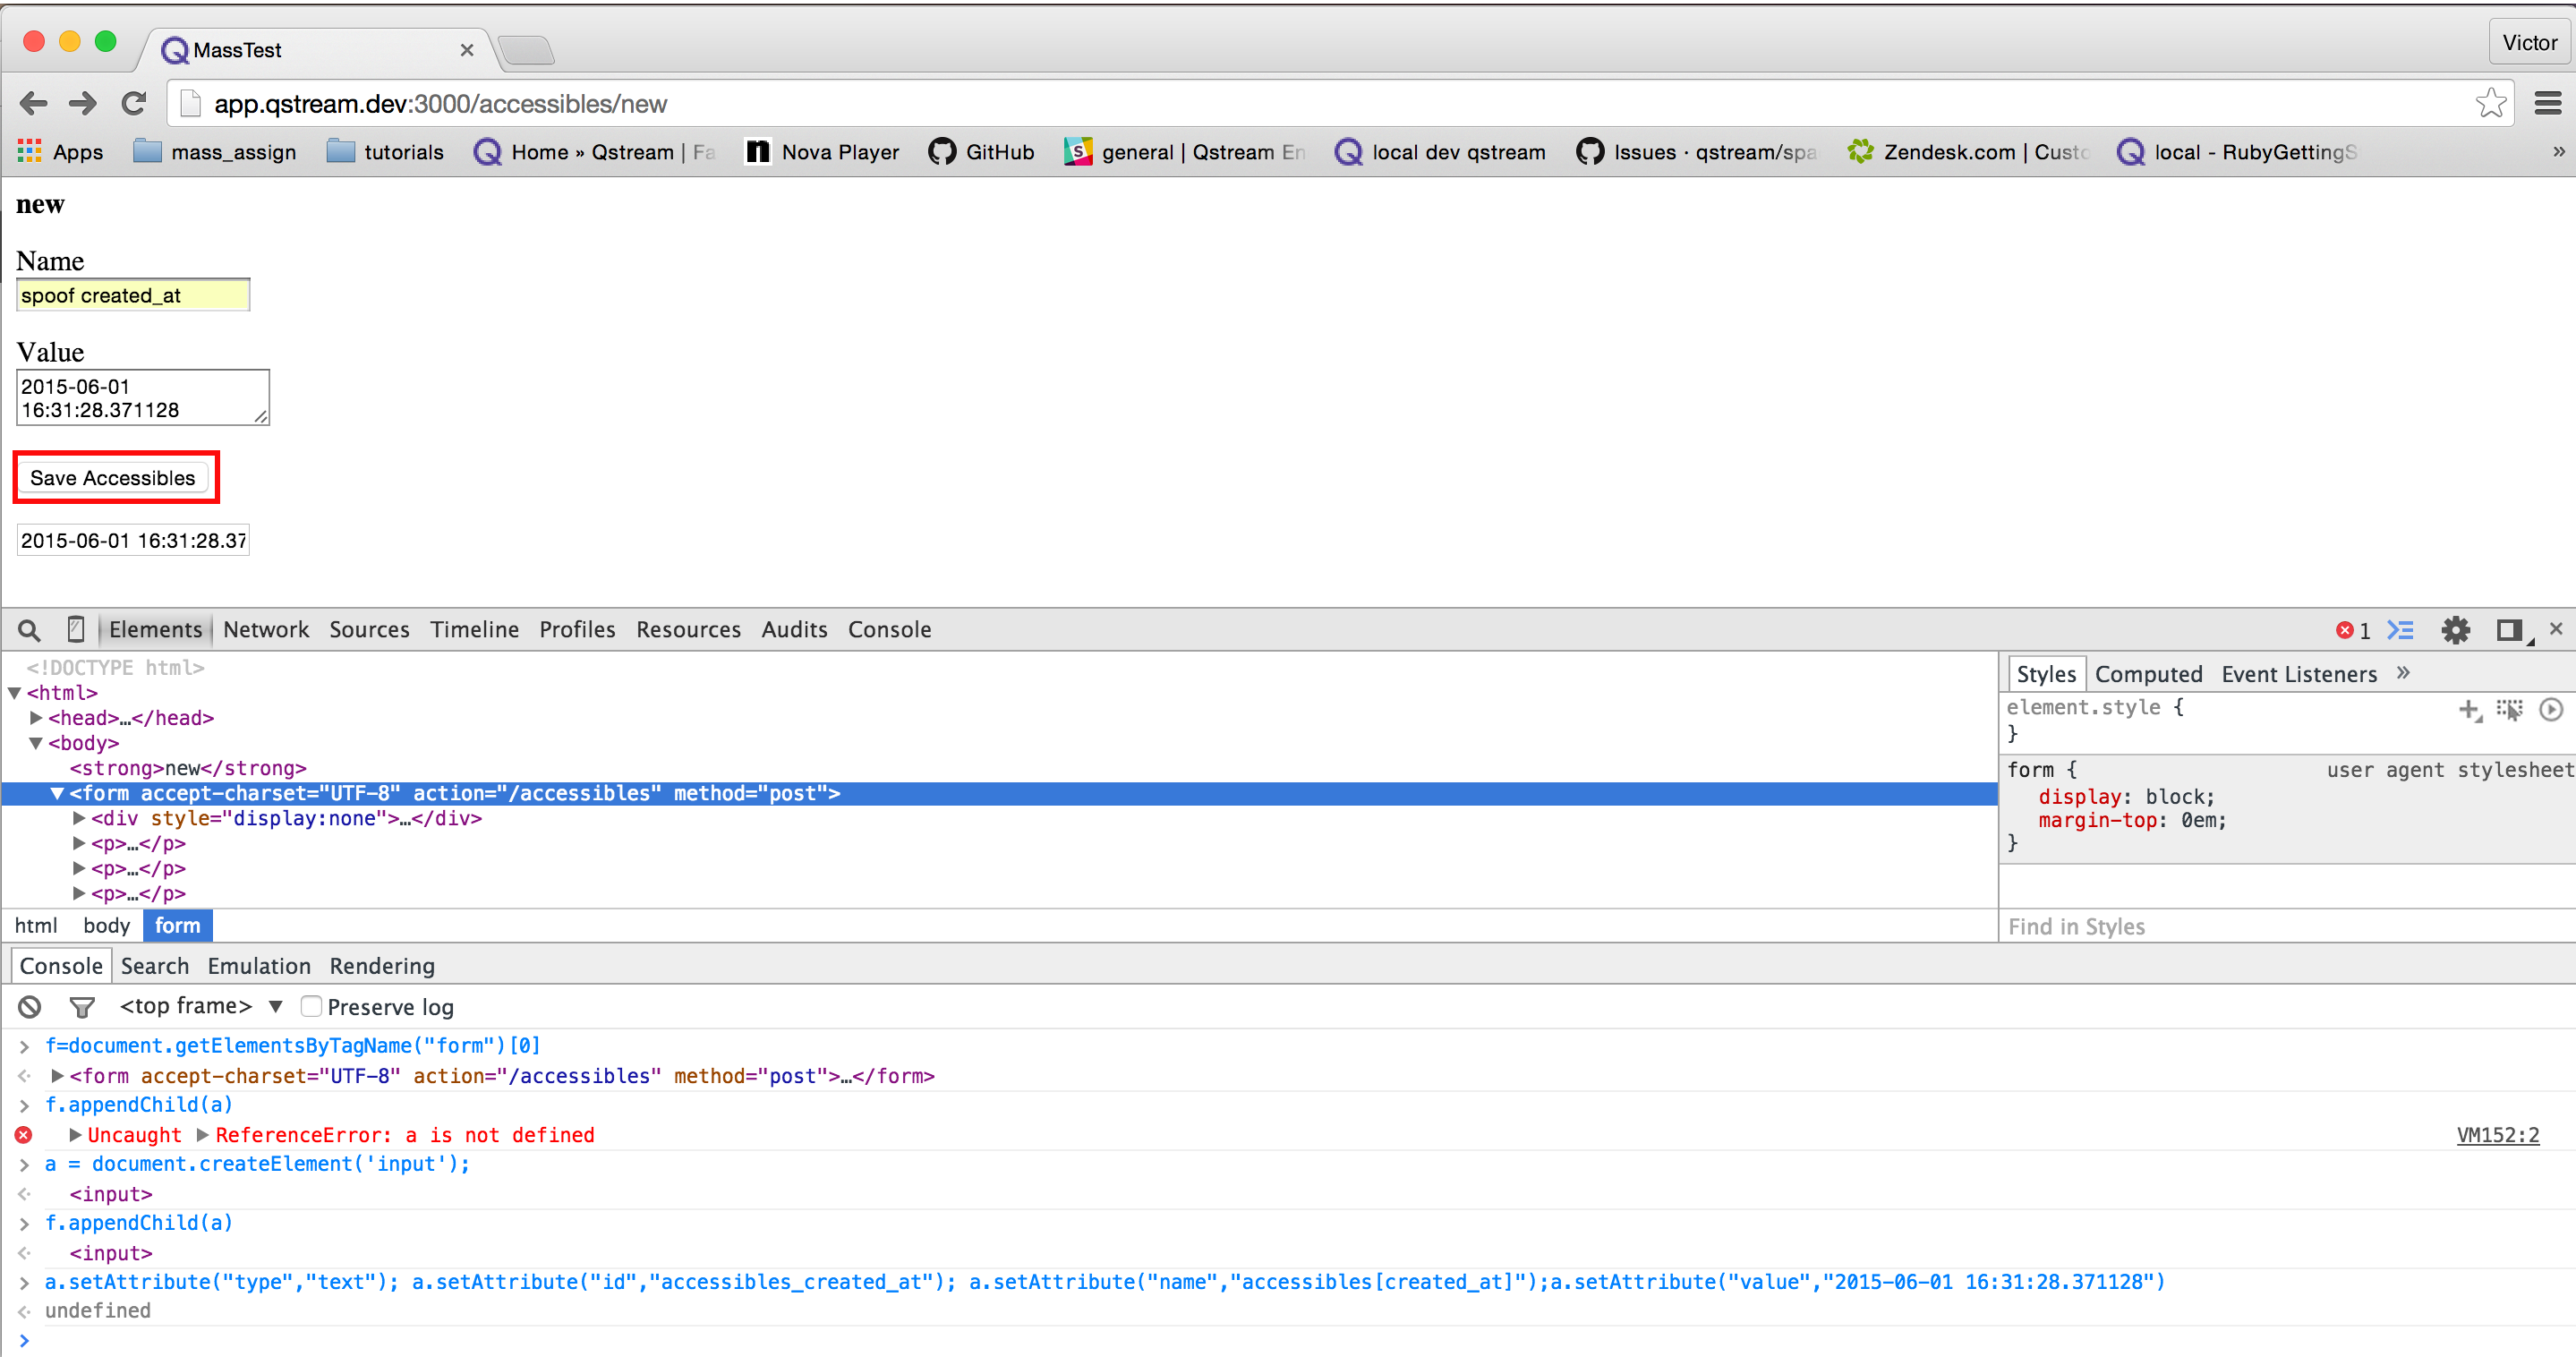 MassTest
Victor
app.qstream.dev:3000/accessibles/new
Apps mass_assign tutorials Home » Qstream | Fa Nova Player GitHub general | Qstream En local dev qstream Issues · qstream/spa Zendesk.com | Custo local - RubyGettingS »
new
Name
spoof created_at
Value
2015-06-01
16:31:28.371128
Save Accessibles
2015-06-01 16:31:28.37
Elements Network Sources Timeline Profiles Resources Audits Console 1
<!DOCTYPE html>
<html>
<head>…</head>
<body>
<strong>new</strong>
<form accept-charset="UTF-8" action="/accessibles" method="post">
<div style="display:none">…</div>
<p>…</p>
<p>…</p>
<p>…</p>
html body form
Styles Computed Event Listeners »
element.style {
}
form { user agent stylesheet
display: block;
margin-top: 0em;
}
Find in Styles
Console Search Emulation Rendering
<top frame> Preserve log
f=document.getElementsByTagName("form")[0]
<form accept-charset="UTF-8" action="/accessibles" method="post">…</form>
f.appendChild(a)
Uncaught ReferenceError: a is not defined VM152:2
a = document.createElement('input');
<input>
f.appendChild(a)
<input>
a.setAttribute("type","text"); a.setAttribute("id","accessibles_created_at"); a.setAttribute("name","accessibles[created_at]");a.setAttribute("value","2015-06-01 16:31:28.371128")
undefined